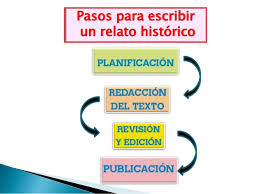 Pasos para escribir
un relato histórico
PLANIFICACIÓN
REDACCIÓN
DEL TEXTO
REVISIÓN
Y EDICIÓN
PUBLICACIÓN